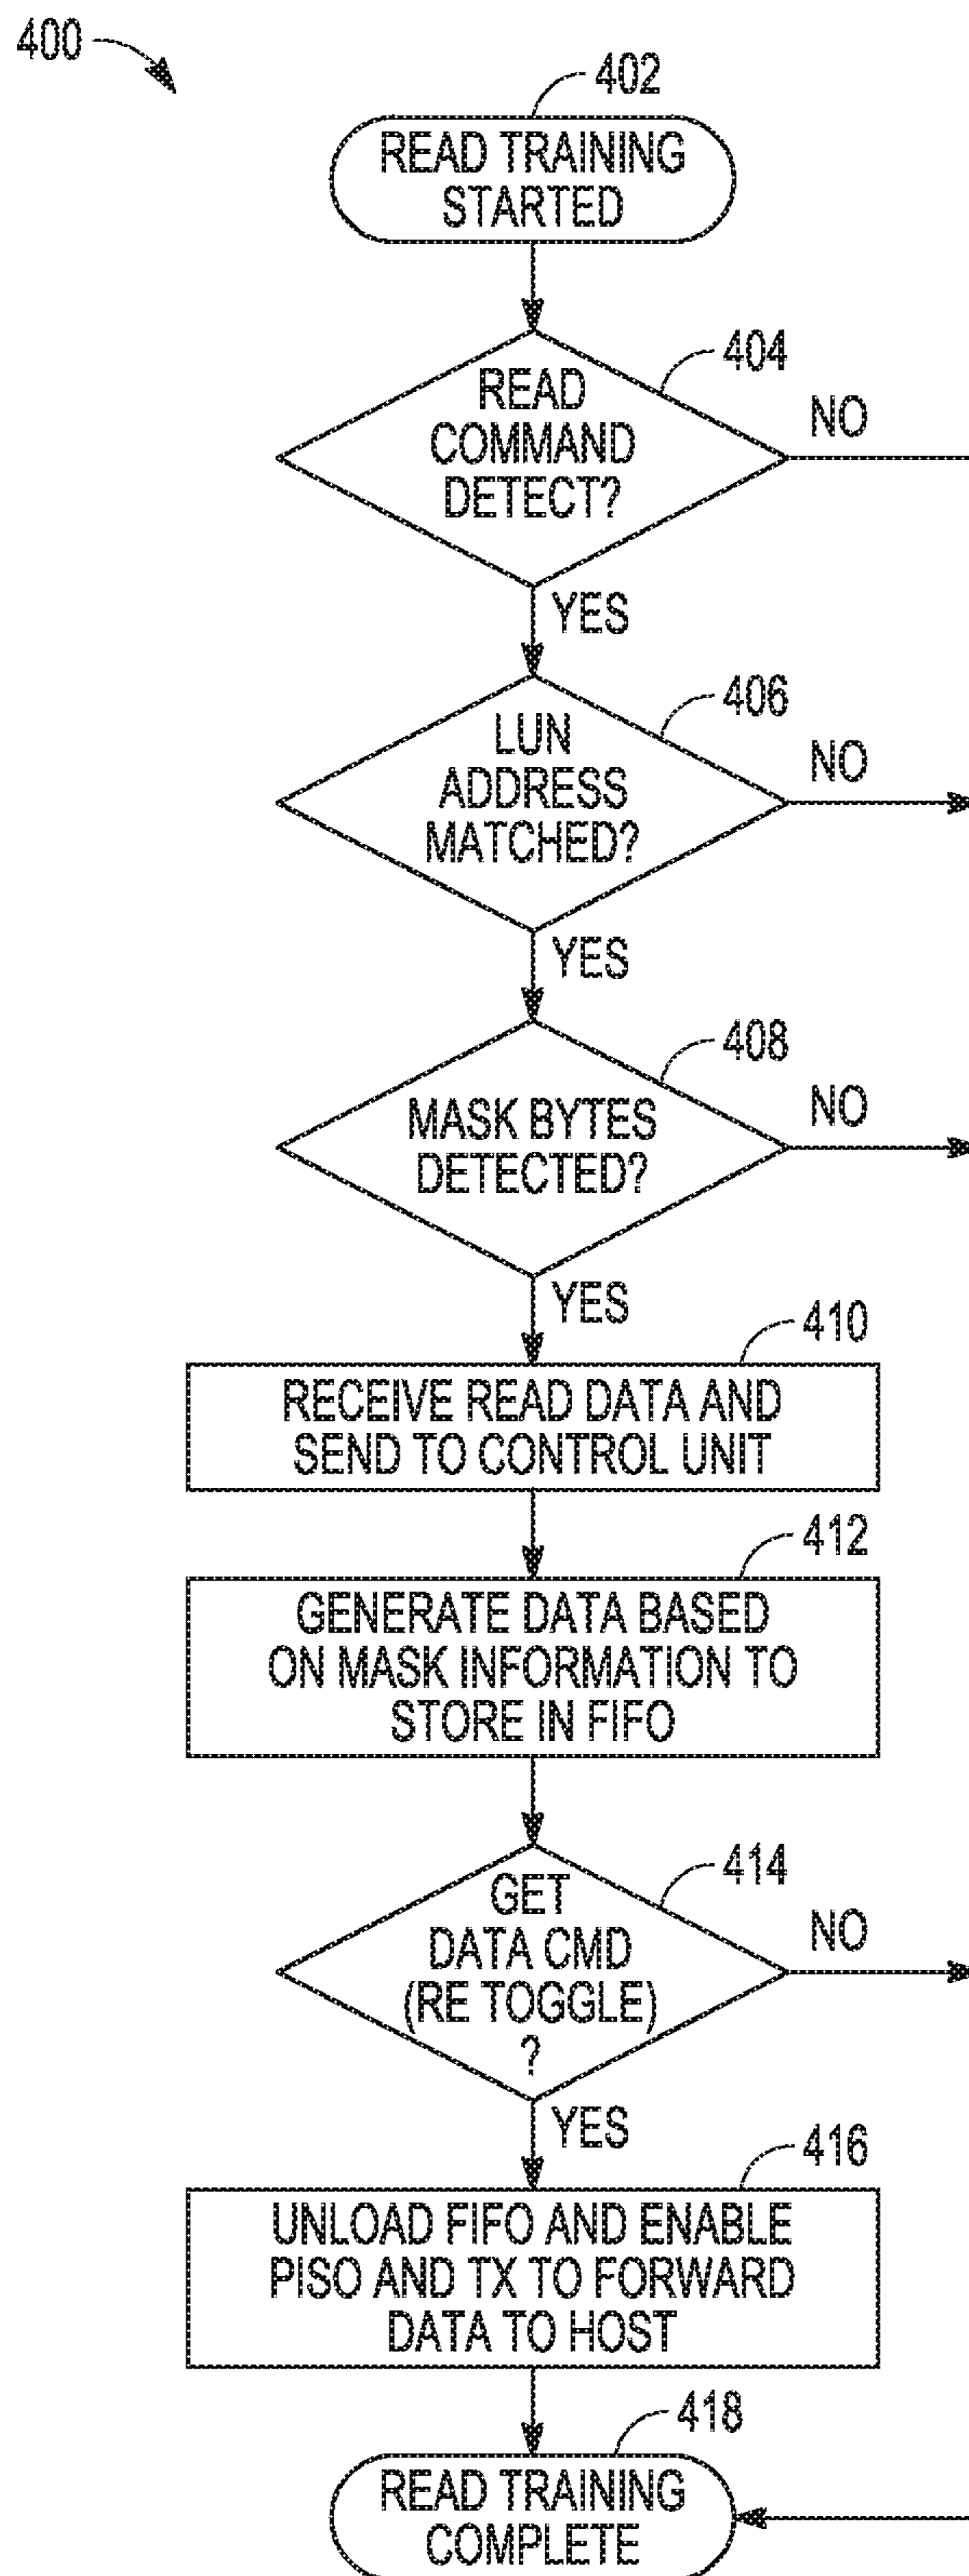 400
402
READ TRAINING
STARTED
404
READ
COMMAND
DETECT?
NO
YES
406
LUN
ADDRESS
MATCHED?
NO
YES
408
MASK BYTES
DETECTED?
NO
YES
410
RECEIVE READ DATA AND
SEND TO CONTROL UNIT
412
GENERATE DATA BASED
ON MASK INFORMATION TO
STORE IN FIFO
414
GET
DATA CMD
(RE TOGGLE)
?
NO
YES
416
UNLOAD FIFO AND ENABLE
PISO AND TX TO FORWARD
DATA TO HOST
418
READ TRAINING
COMPLETE